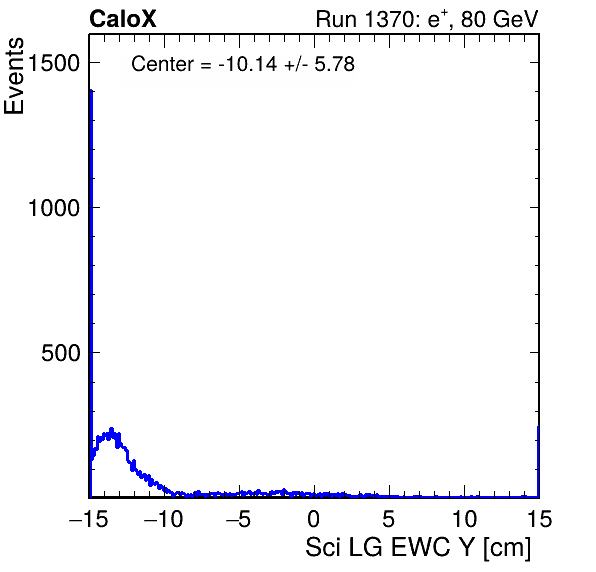 CaloX Run 1370: e⁺, 80 GeV
Center = -10.14 +/- 5.78
Events
1500
1000
500
−15 −10 −5 0 5 10 15
Sci LG EWC Y [cm]